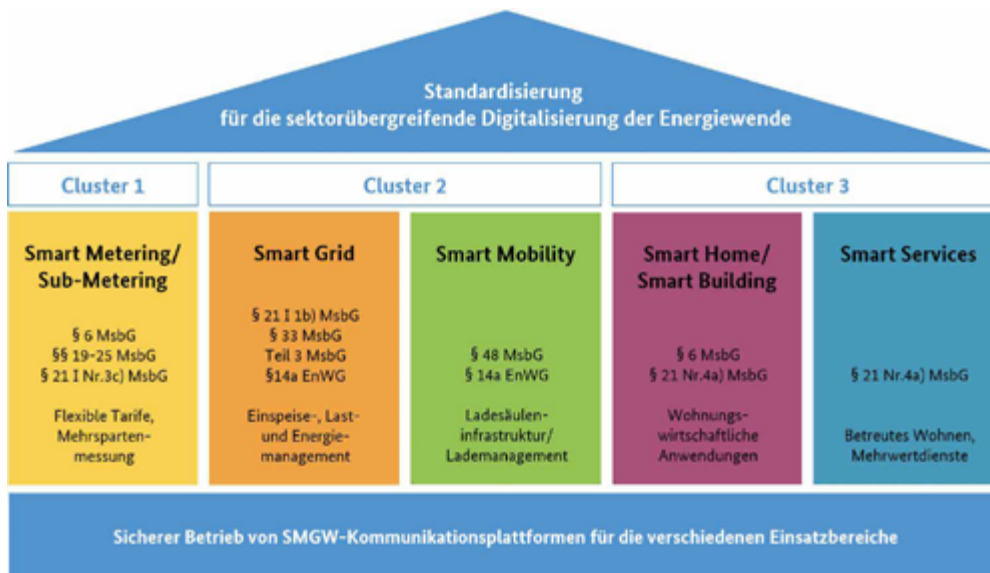 Standardisierung
für die sektorübergreifende Digitalisierung der Energiewende
Cluster 1
Cluster 2
Cluster 3
Smart Metering/
Sub-Metering
§ 6 MsbG
§§ 19-25 MsbG
§ 21 I Nr.3c) MsbG
Flexible Tarife,
Mehrsparten-
messung
Smart Grid
§ 21 I 1b) MsbG
§ 33 MsbG
Teil 3 MsbG
§14a EnWG
Einspeise-, Last-
und Energie-
management
Smart Mobility
§ 48 MsbG
§ 14a EnWG
Ladesäulen-
infrastruktur/
Lademanagement
Smart Home/
Smart Building
§ 6 MsbG
§ 21 Nr.4a) MsbG
Wohnungs-
wirtschaftliche
Anwendungen
Smart Services
§ 21 Nr.4a) MsbG
Betreutes Wohnen,
Mehrwertdienste
Sicherer Betrieb von SMGW-Kommunikationsplattformen für die verschiedenen Einsatzbereiche